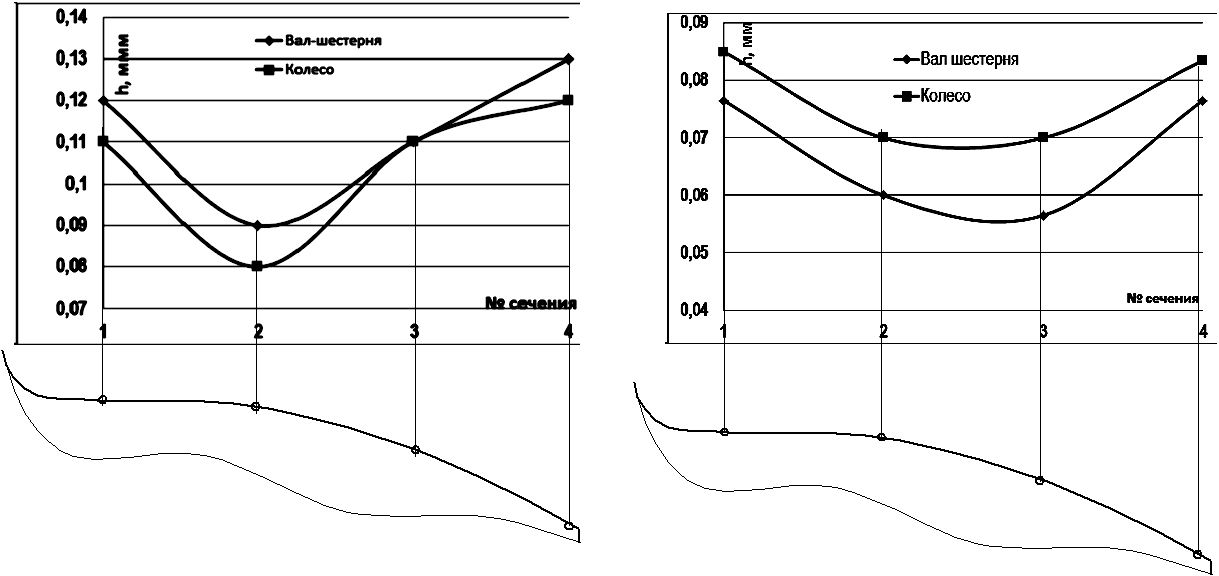 0,14
0,13
0,12
0,11
0,1
0,09
0,08
0,07
h, ммм
Вал-шестерня
Колесо
№ сечения
1 2 3 4
0,09
0,08
0,07
0,06
0,05
0,04
h, мм
Вал шестерня
Колесо
№ сечения
1 2 3 4